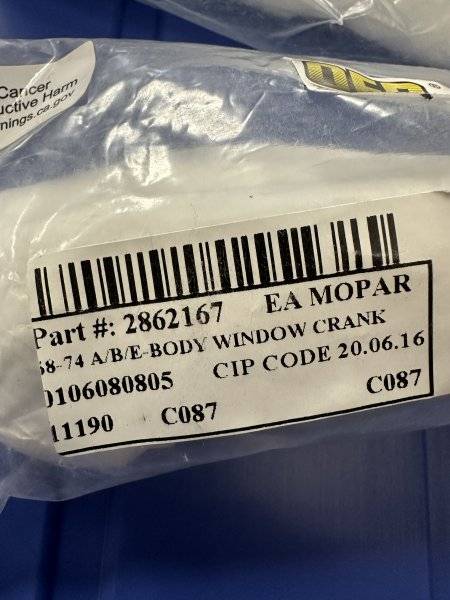 Cancer
uctive Harm
nings.ca.gov
OER®
Part #: 2862167 EA MOPAR
68-74 A/B/E-BODY WINDOW CRANK
0106080805 CIP CODE 20.06.16
11190 C087 C087